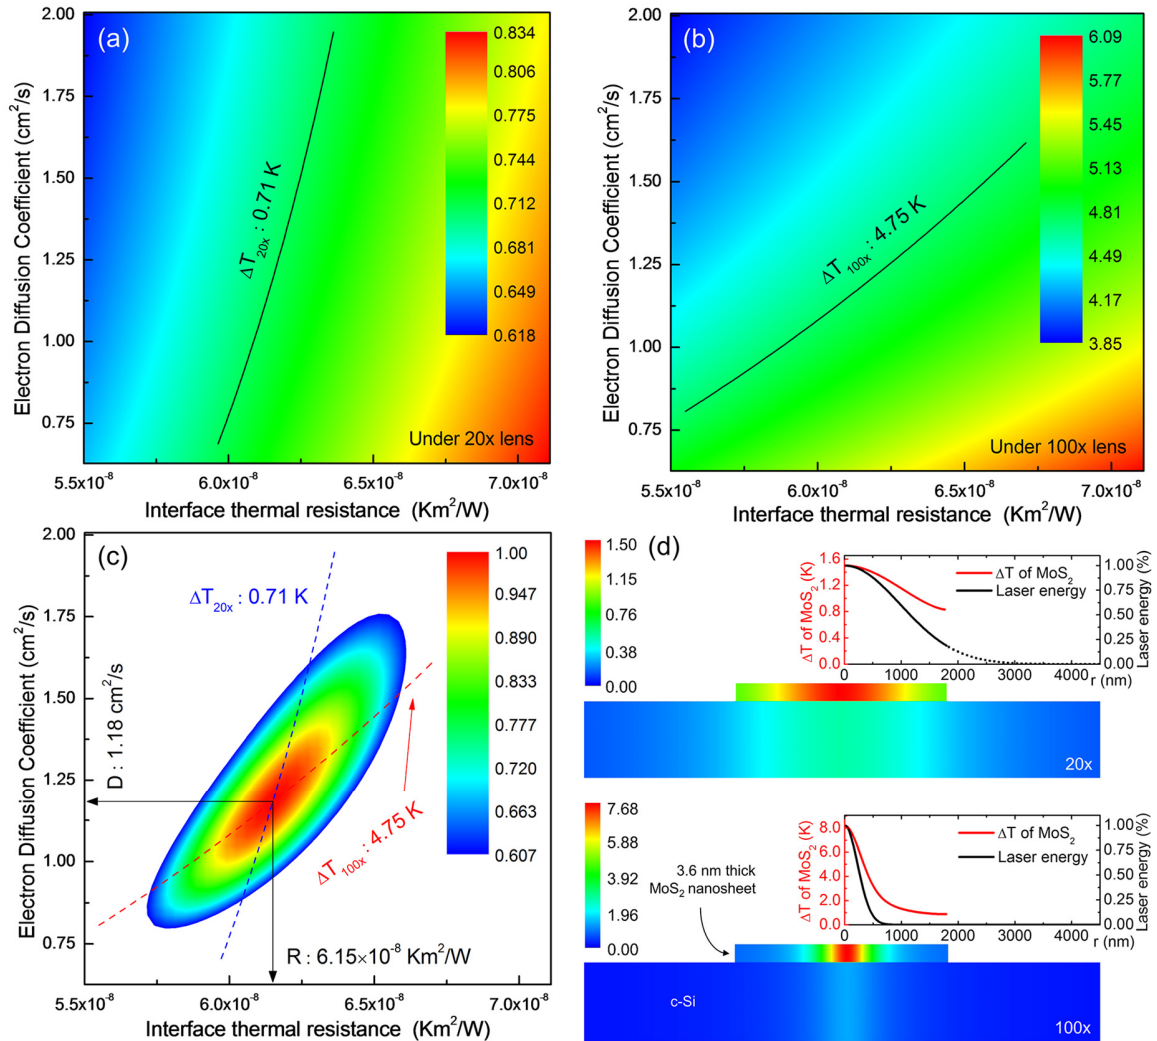 (a)
2.00
1.75
1.50
1.25
1.00
0.75
Electron Diffusion Coefficient (cm²/s)
ΔT₂₀ₓ : 0.71 K
0.834
0.806
0.775
0.744
0.712
0.681
0.649
0.618
Under 20x lens
5.5x10⁻⁸ 6.0x10⁻⁸ 6.5x10⁻⁸ 7.0x10⁻⁸
Interface thermal resistance (Km²/W)
(b)
2.00
1.75
1.50
1.25
1.00
0.75
Electron Diffusion Coefficient (cm²/s)
ΔT₁₀₀ₓ : 4.75 K
6.09
5.77
5.45
5.13
4.81
4.49
4.17
3.85
Under 100x lens
5.5x10⁻⁸ 6.0x10⁻⁸ 6.5x10⁻⁸ 7.0x10⁻⁸
Interface thermal resistance (Km²/W)
(c)
2.00
1.75
1.50
1.25
1.00
0.75
Electron Diffusion Coefficient (cm²/s)
ΔT₂₀ₓ : 0.71 K
D : 1.18 cm²/s
ΔT₁₀₀ₓ : 4.75 K
R : 6.15×10⁻⁸ Km²/W
1.00
0.947
0.890
0.833
0.777
0.720
0.663
0.607
5.5x10⁻⁸ 6.0x10⁻⁸ 6.5x10⁻⁸ 7.0x10⁻⁸
Interface thermal resistance (Km²/W)
(d)
1.50
1.15
0.76
0.38
0.00
ΔT of MoS₂ (K)
1.6
1.2
0.8
0.4
0.0
ΔT of MoS₂
Laser energy
1.00
0.75
0.50
0.25
0.00
Laser energy (%)
0 1000 2000 3000 4000
r (nm)
20x
7.68
5.88
3.92
1.96
0.00
3.6 nm thick
MoS₂ nanosheet
ΔT of MoS₂ (K)
8.0
6.0
4.0
2.0
0.0
ΔT of MoS₂
Laser energy
1.00
0.75
0.50
0.25
0.00
Laser energy (%)
0 1000 2000 3000 4000
r (nm)
c-Si
100x